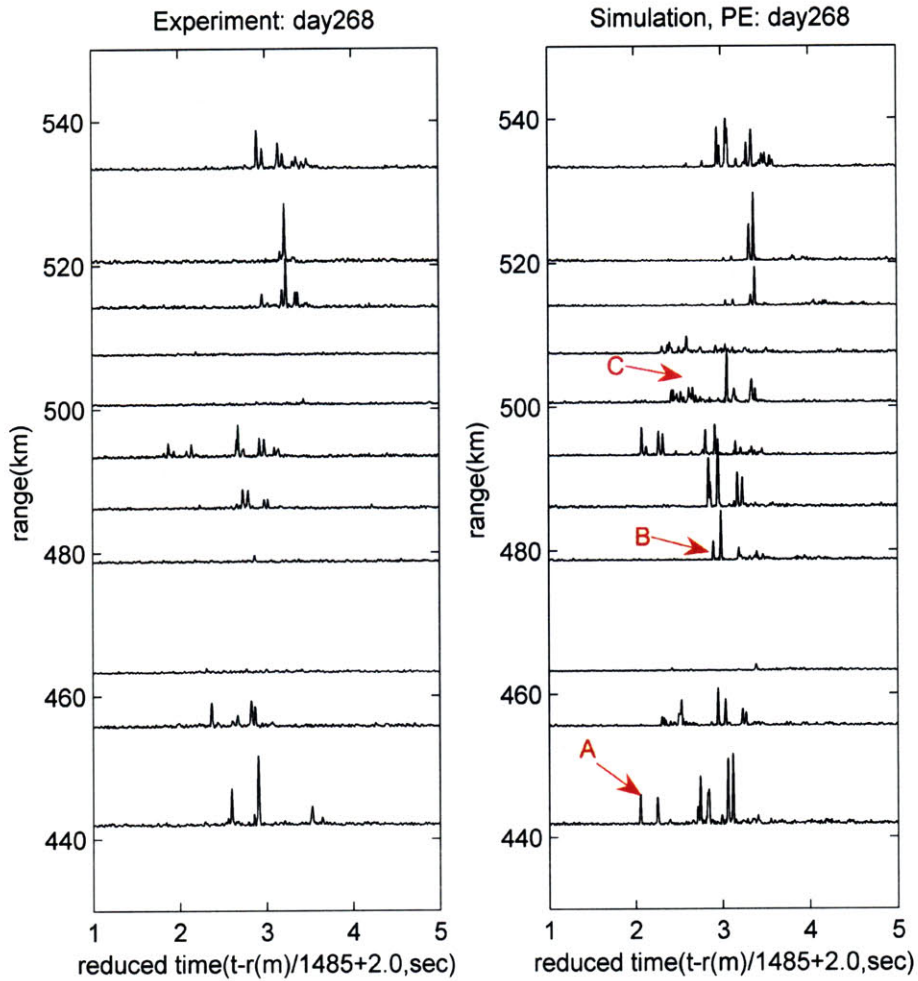 Experiment: day268
540
520
500
480
460
440
range(km)
1 2 3 4 5
reduced time(t-r(m)/1485+2.0,sec)
Simulation, PE: day268
540
520
500
480
460
440
range(km)
C
B
A
1 2 3 4 5
reduced time(t-r(m)/1485+2.0,sec)